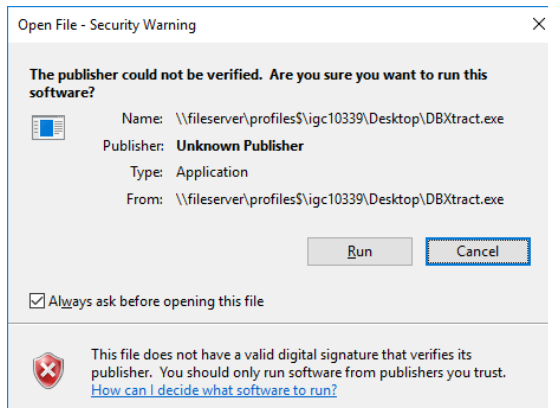 Open File - Security Warning
The publisher could not be verified.  Are you sure you want to run this
software?
Name: \\fileserver\profiles$\igc10339\Desktop\DBXtract.exe
Publisher: Unknown Publisher
Type: Application
From: \\fileserver\profiles$\igc10339\Desktop\DBXtract.exe
Run Cancel
Always ask before opening this file
This file does not have a valid digital signature that verifies its
publisher.  You should only run software from publishers you trust.
How can I decide what software to run?